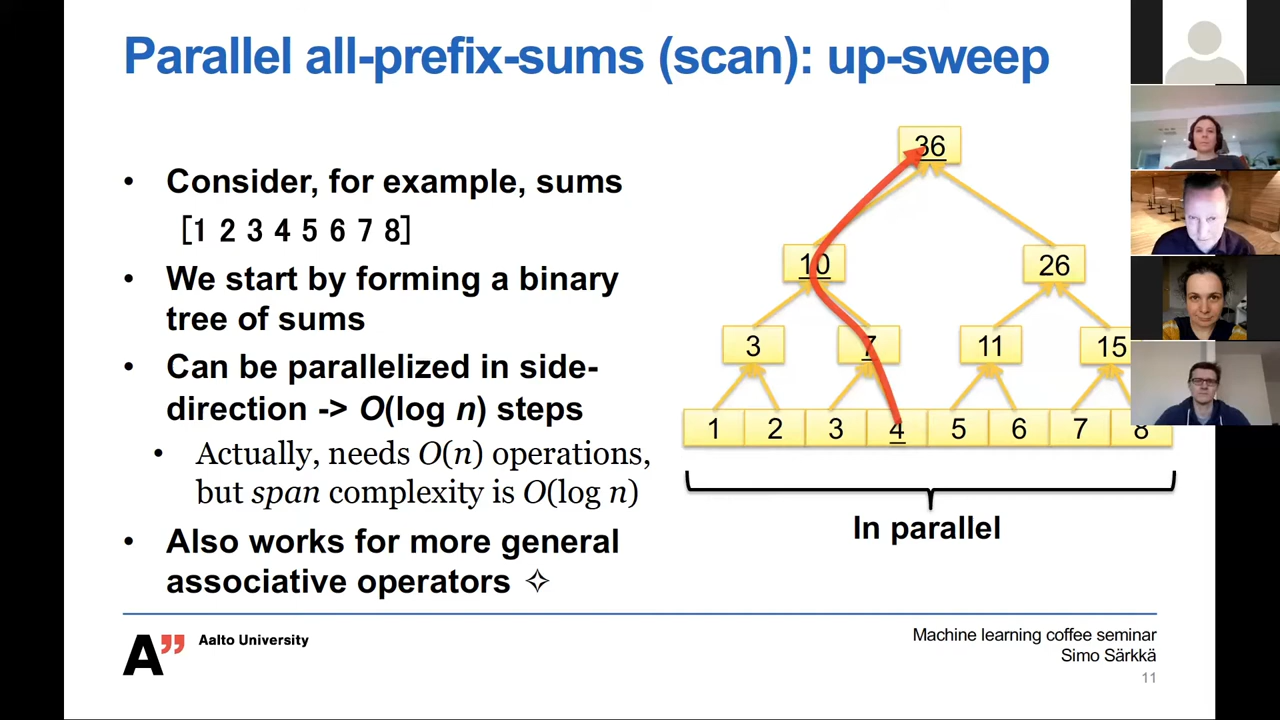 Parallel all-prefix-sums (scan): up-sweep
• Consider, for example, sums
[1 2 3 4 5 6 7 8]
• We start by forming a binary
tree of sums
• Can be parallelized in side-
direction -> O(log n) steps
• Actually, needs O(n) operations,
but span complexity is O(log n)
• Also works for more general
associative operators ✧
36
10 26
3 7 11 15
1 2 3 4 5 6 7 8
In parallel
A”
Aalto University
Machine learning coffee seminar
Simo Särkkä
11